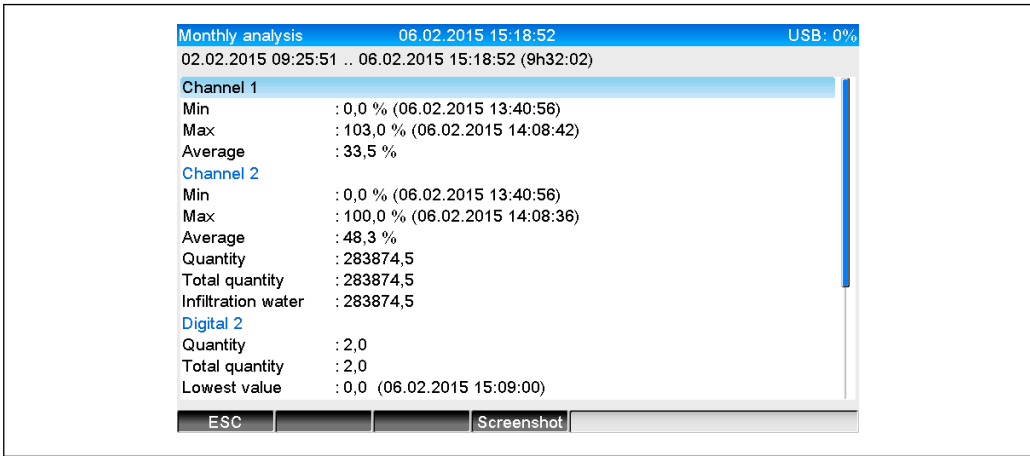 Monthly analysis 06.02.2015 15:18:52 USB: 0%
02.02.2015 09:25:51 .. 06.02.2015 15:18:52 (9h32:02)
Channel 1
Min : 0,0 % (06.02.2015 13:40:56)
Max : 103,0 % (06.02.2015 14:08:42)
Average : 33,5 %
Channel 2
Min : 0,0 % (06.02.2015 13:40:56)
Max : 100,0 % (06.02.2015 14:08:36)
Average : 48,3 %
Quantity : 283874,5
Total quantity : 283874,5
Infiltration water : 283874,5
Digital 2
Quantity : 2,0
Total quantity : 2,0
Lowest value : 0,0 (06.02.2015 15:09:00)
ESC Screenshot